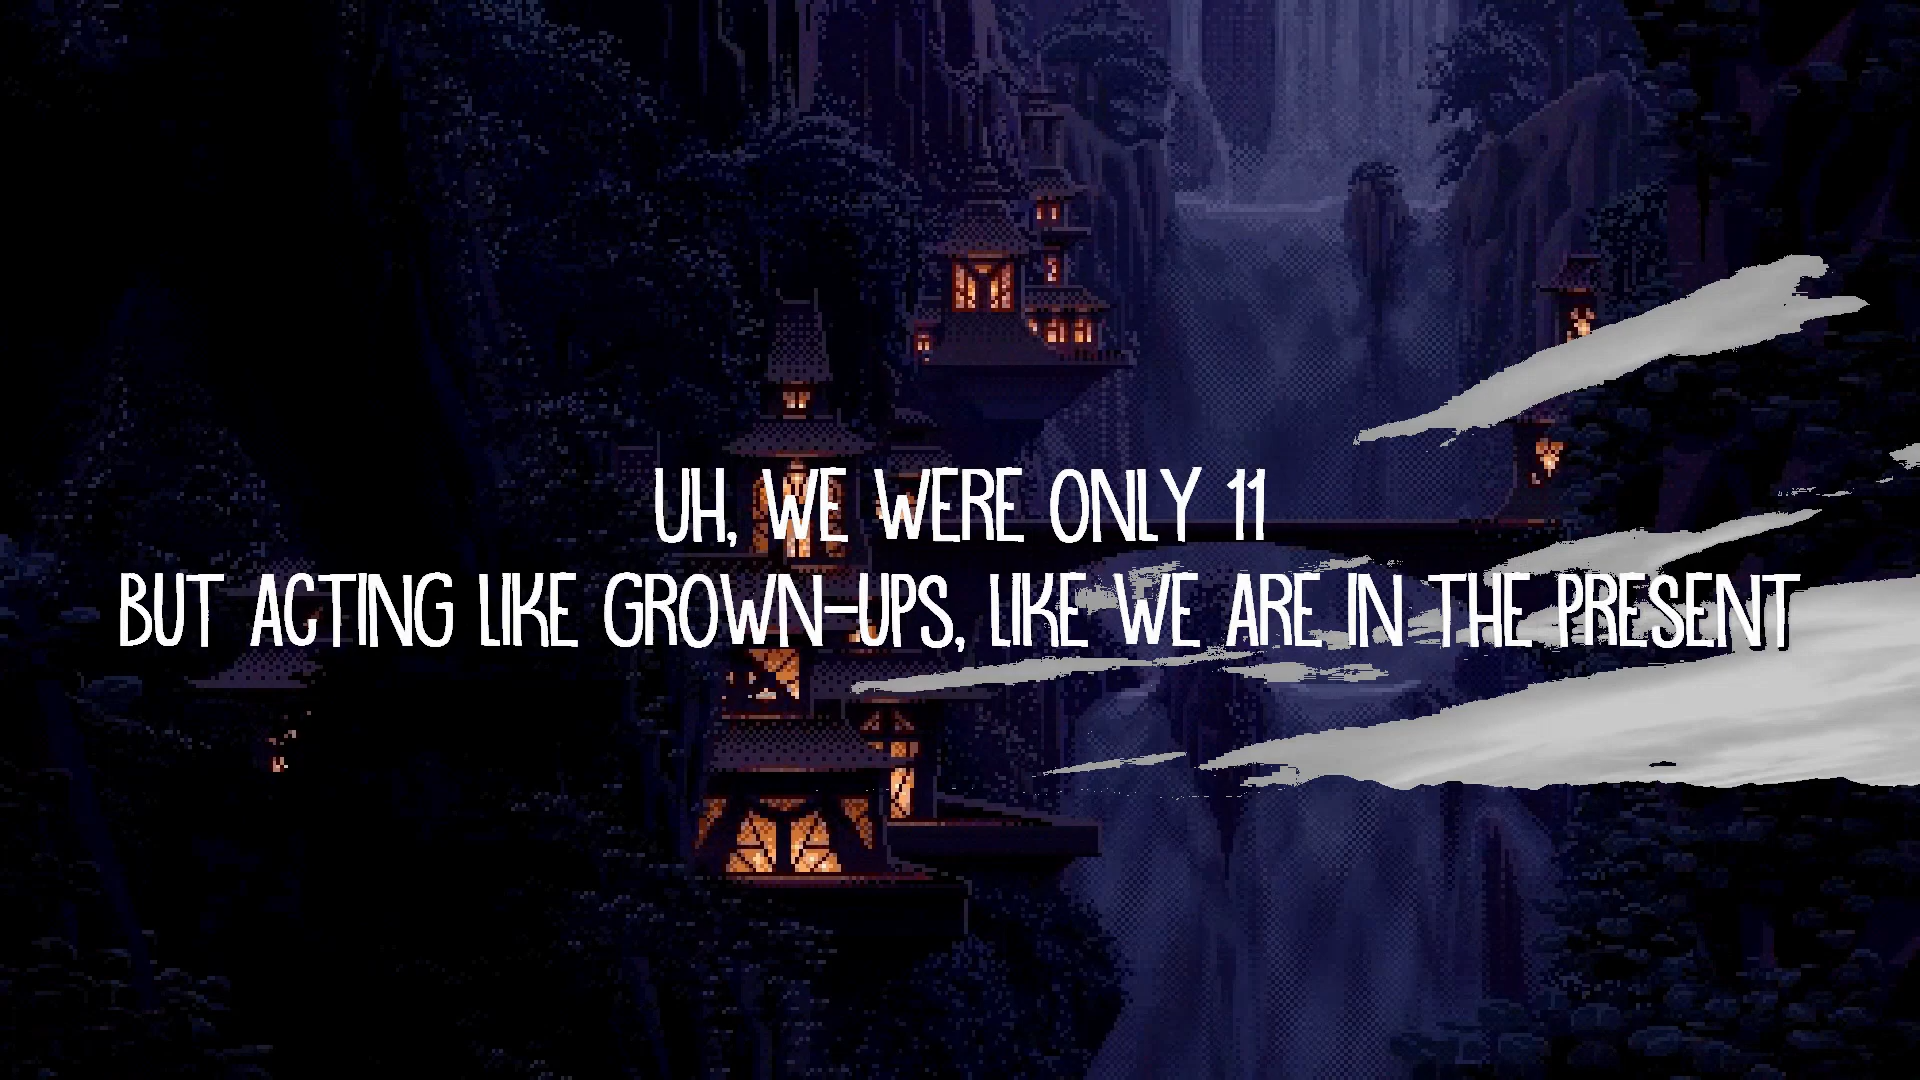 UH, WE WERE ONLY 11
BUT ACTING LIKE GROWN-UPS, LIKE WE ARE IN THE PRESENT